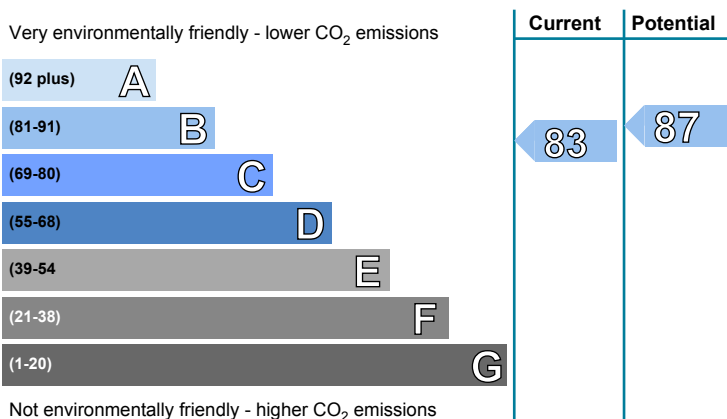 Very environmentally friendly - lower CO₂ emissions
Current
Potential
(92 plus) A
(81-91) B
83
87
(69-80) C
(55-68) D
(39-54 E
(21-38) F
(1-20) G
Not environmentally friendly - higher CO₂ emissions